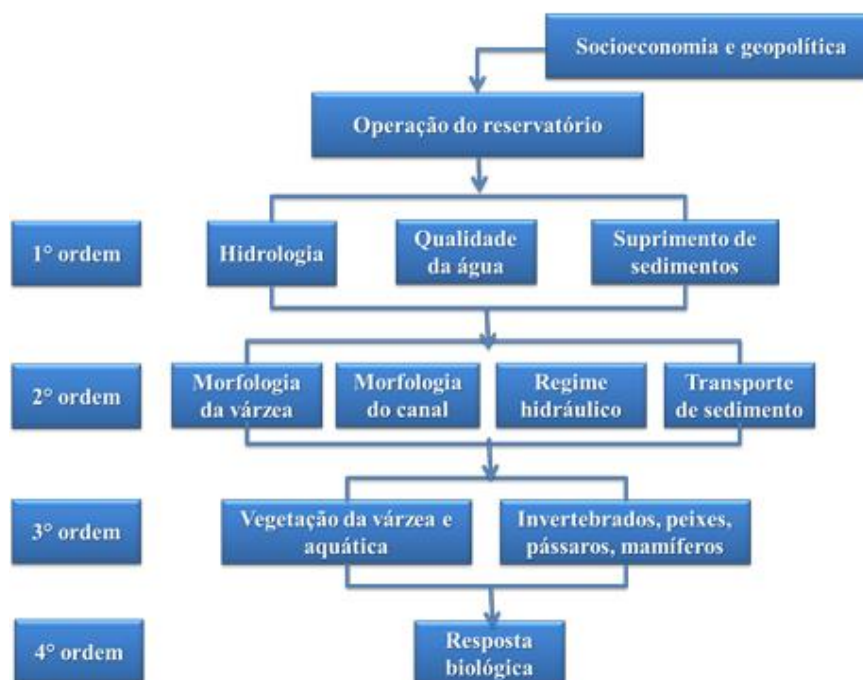 Socioeconomia e geopolítica
Operação do reservatório
1° ordem
Hidrologia
Qualidade
da água
Suprimento de
sedimentos
2° ordem
Morfologia
da várzea
Morfologia
do canal
Regime
hidráulico
Transporte
de sedimento
3° ordem
Vegetação da várzea e
aquática
Invertebrados, peixes,
pássaros, mamíferos
4° ordem
Resposta
biológica